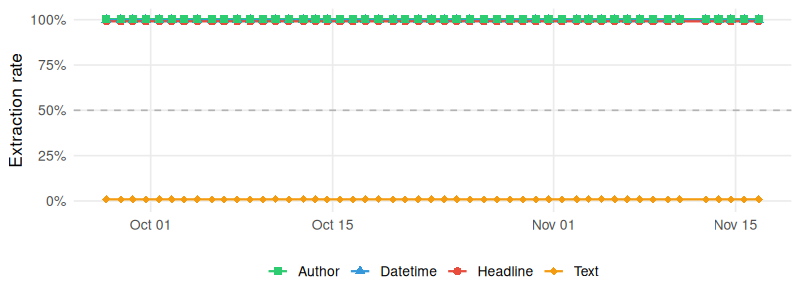 Extraction rate
100%
75%
50%
25%
0%
Oct 01 Oct 15 Nov 01 Nov 15
Author Datetime Headline Text